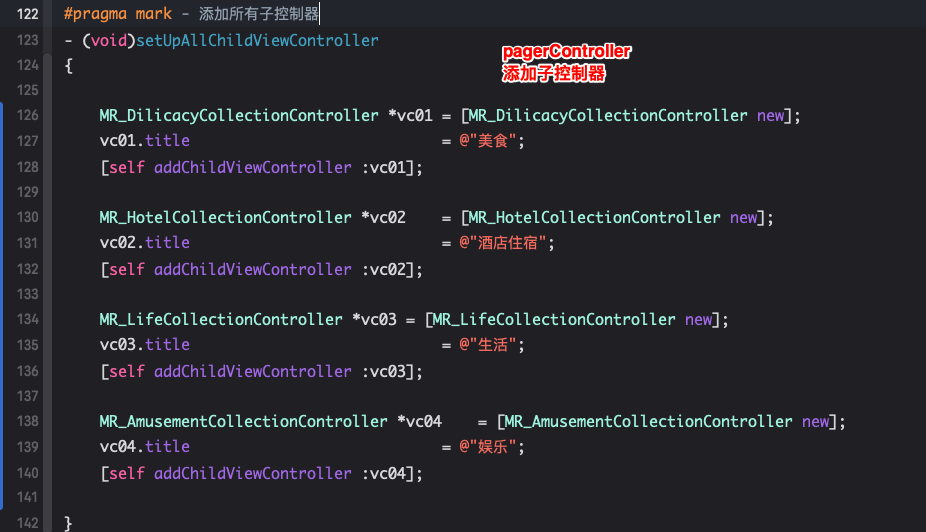 122 #pragma mark - 添加所有子控制器
123 - (void)setUpAllChildViewController
pagerController
添加子控制器
124 {
125
126 MR_DilicacyCollectionController *vc01 = [MR_DilicacyCollectionController new];
127 vc01.title = @"美食";
128 [self addChildViewController :vc01];
129
130 MR_HotelCollectionController *vc02 = [MR_HotelCollectionController new];
131 vc02.title = @"酒店住宿";
132 [self addChildViewController :vc02];
133
134 MR_LifeCollectionController *vc03 = [MR_LifeCollectionController new];
135 vc03.title = @"生活";
136 [self addChildViewController :vc03];
137
138 MR_AmusementCollectionController *vc04 = [MR_AmusementCollectionController new];
139 vc04.title = @"娱乐";
140 [self addChildViewController :vc04];
141
142 }